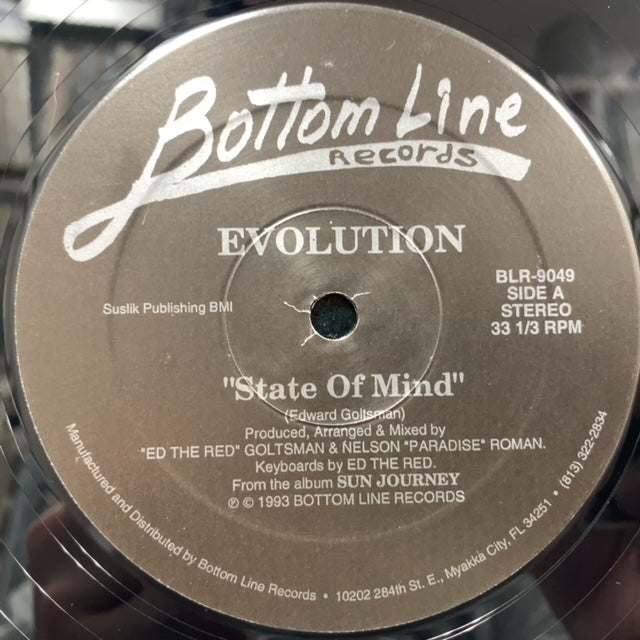 Bottom Line
Records
EVOLUTION
Suslik Publishing BMI
BLR-9049
SIDE A
STEREO
33 1/3 RPM
"State Of Mind"
(Edward Goltsman)
Produced, Arranged & Mixed by
"ED THE RED" GOLTSMAN & NELSON "PARADISE" ROMAN.
Keyboards by ED THE RED.
From the album SUN JOURNEY
℗ © 1993 BOTTOM LINE RECORDS
Manufactured and Distributed by Bottom Line Records • 10202 284th St. E., Myakka City, FL 34251 • (813) 322-2834